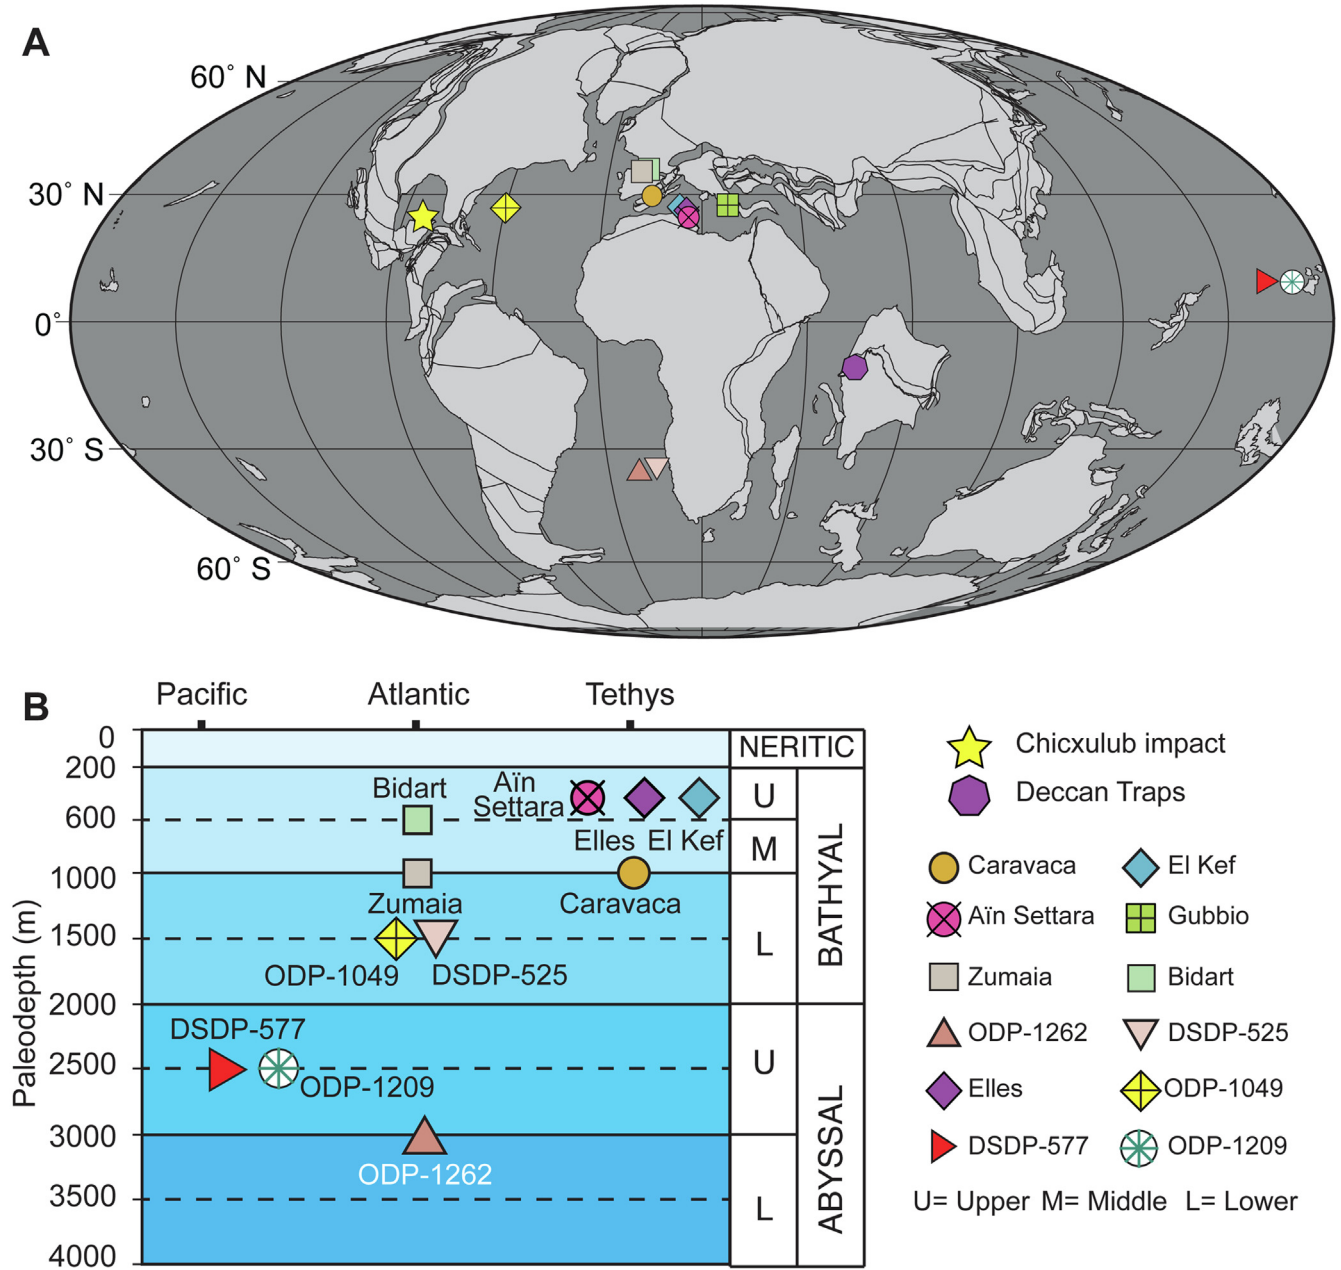 A
60° N
30° N
0°
30° S
60° S
B
Pacific Atlantic Tethys
Paleodepth (m)
0
200
600
1000
1500
2000
2500
3000
3500
4000
Bidart
Aïn
Settara
Elles El Kef
Zumaia
Caravaca
ODP-1049
DSDP-525
DSDP-577
ODP-1209
ODP-1262
NERITIC
U
M
L
BATHYAL
U
L
ABYSSAL
Chicxulub impact
Deccan Traps
Caravaca
El Kef
Aïn Settara
Gubbio
Zumaia
Bidart
ODP-1262
DSDP-525
Elles
ODP-1049
DSDP-577
ODP-1209
U= Upper M= Middle L= Lower